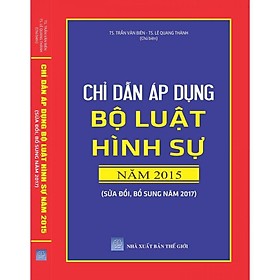 TS. TRẦN VĂN BIÊN - TS. LÊ QUANG THÀNH
(Chủ biên)
CHỈ DẪN ÁP DỤNG
BỘ LUẬT
HÌNH SỰ
NĂM 2015
(SỬA ĐỔI, BỔ SUNG NĂM 2017)
NHÀ XUẤT BẢN THẾ GIỚI
CHỈ DẪN ÁP DỤNG BỘ LUẬT HÌNH SỰ NĂM 2015
(SỬA ĐỔI, BỔ SUNG NĂM 2017)